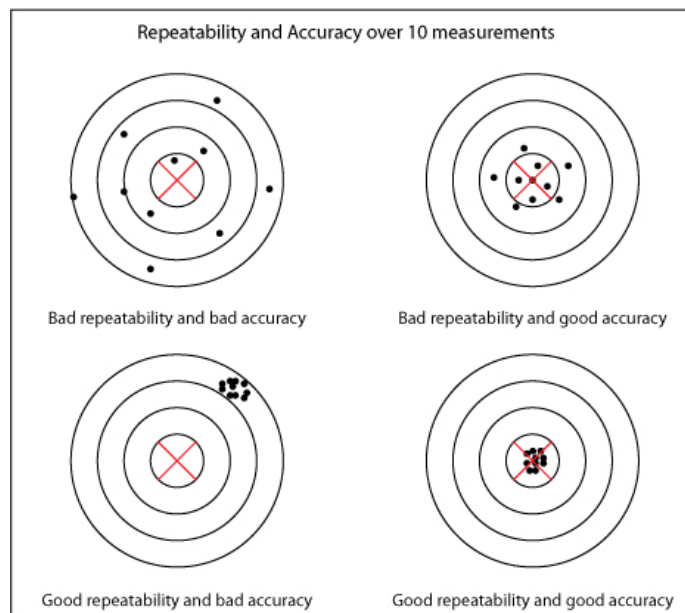 Repeatability and Accuracy over 10 measurements
Bad repeatability and bad accuracy
Bad repeatability and good accuracy
Good repeatability and bad accuracy
Good repeatability and good accuracy